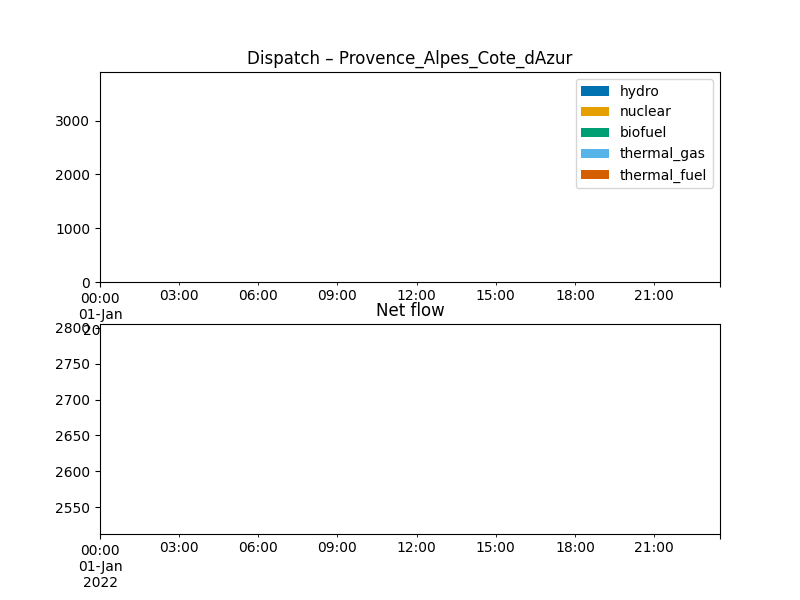 Dispatch – Provence_Alpes_Cote_dAzur
hydro
nuclear
biofuel
thermal_gas
thermal_fuel
3000
2000
1000
0
00:00 03:00 06:00 09:00 12:00 15:00 18:00 21:00
01-Jan
Net flow
2800
2750
2700
2650
2600
2550
00:00 03:00 06:00 09:00 12:00 15:00 18:00 21:00
01-Jan
2022